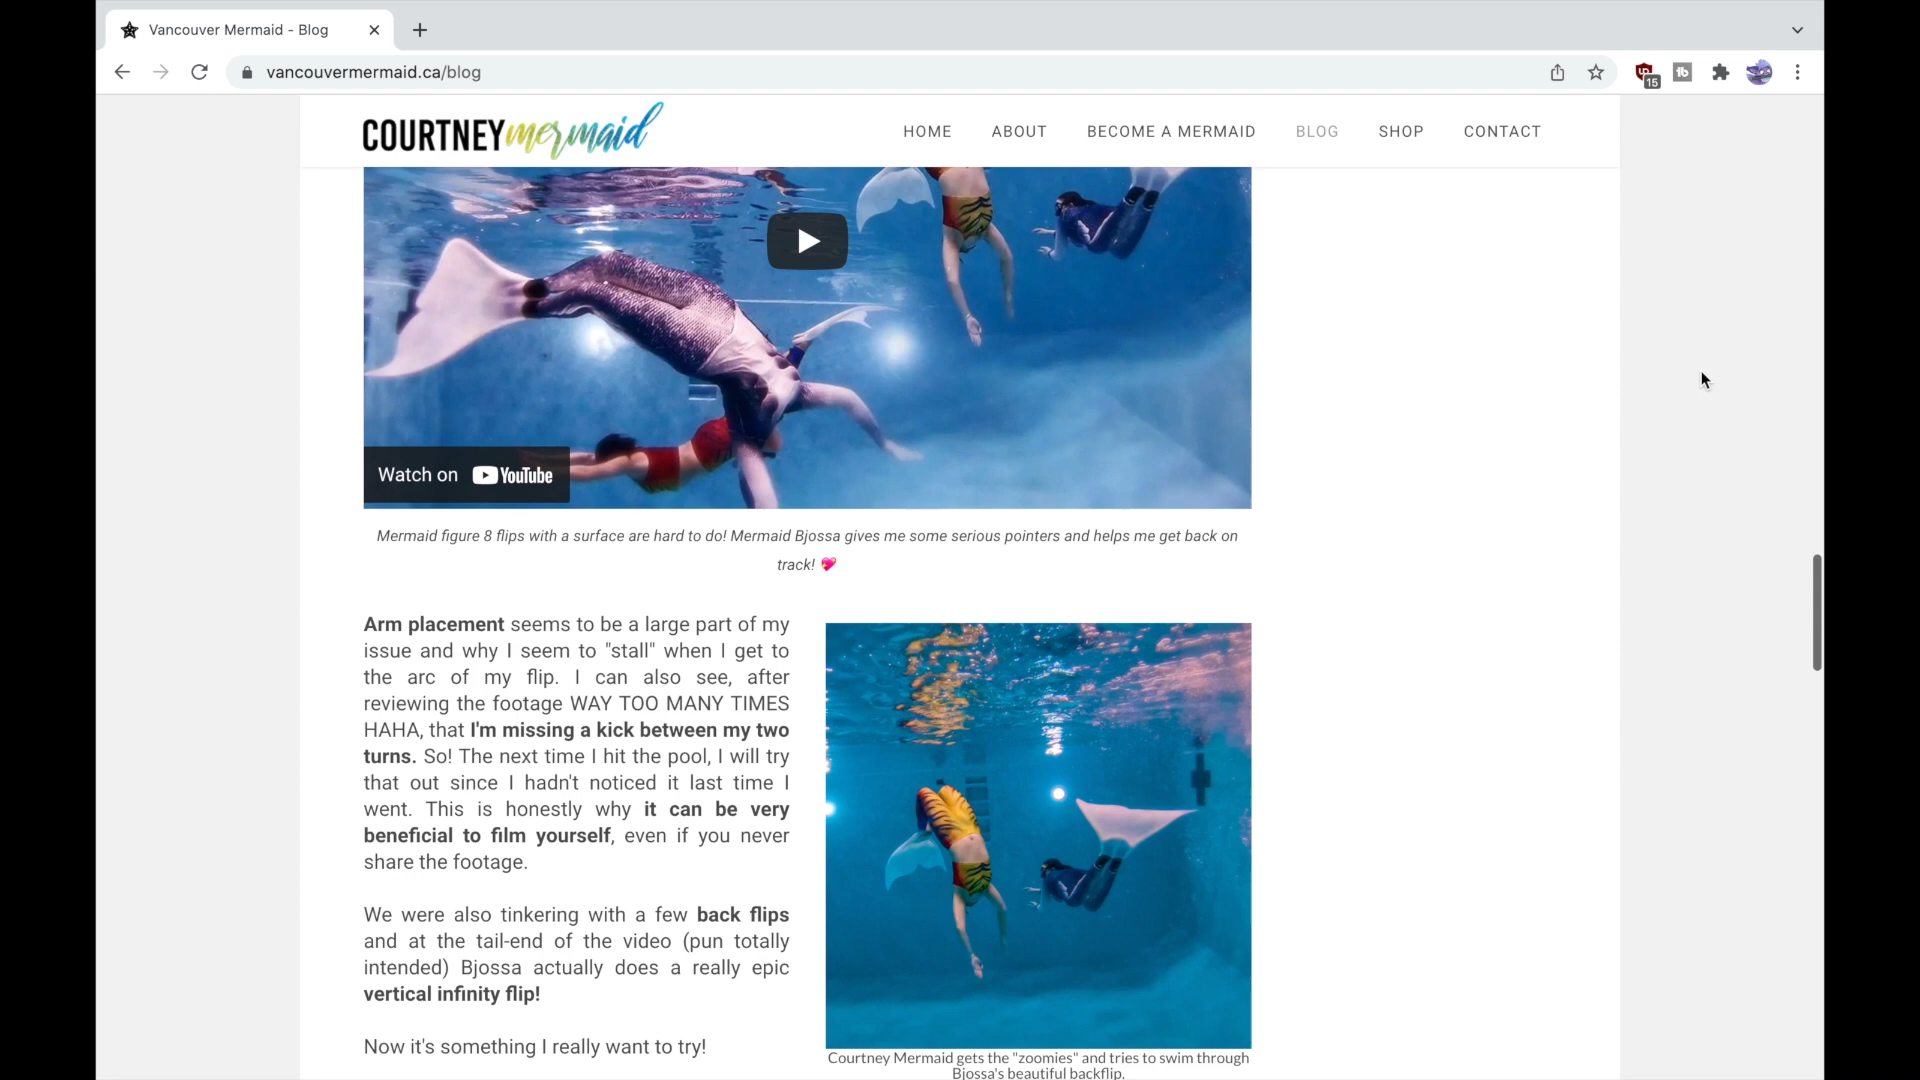 Vancouver Mermaid - Blog
vancouvermermaid.ca/blog
15
COURTNEY mermaid
HOME ABOUT BECOME A MERMAID BLOG SHOP CONTACT
Watch on YouTube
Mermaid figure 8 flips with a surface are hard to do! Mermaid Bjossa gives me some serious pointers and helps me get back on
track! 💖
Arm placement seems to be a large part of my
issue and why I seem to "stall" when I get to
the arc of my flip. I can also see, after
reviewing the footage WAY TOO MANY TIMES
HAHA, that I'm missing a kick between my two
turns. So! The next time I hit the pool, I will try
that out since I hadn't noticed it last time I
went. This is honestly why it can be very
beneficial to film yourself, even if you never
share the footage.
We were also tinkering with a few back flips
and at the tail-end of the video (pun totally
intended) Bjossa actually does a really epic
vertical infinity flip!
Now it's something I really want to try!
Courtney Mermaid gets the "zoomies" and tries to swim through
Bjossa's beautiful backflip.